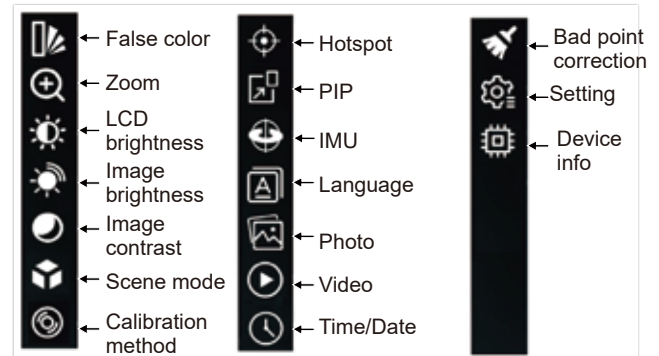 False color
Zoom
LCD
brightness
Image
brightness
Image
contrast
Scene mode
Calibration
method
Hotspot
PIP
IMU
Language
Photo
Video
Time/Date
Bad point
correction
Setting
Device
info